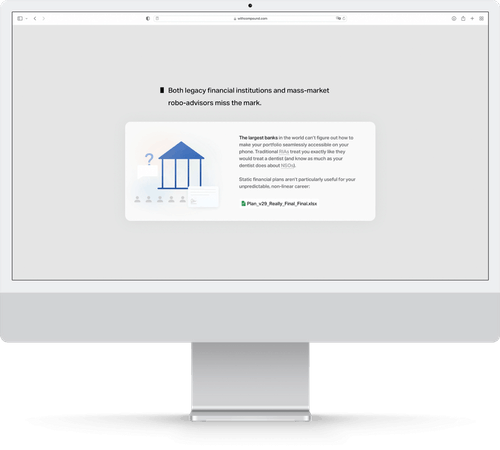 withcompound.com
Both legacy financial institutions and mass-market
robo-advisors miss the mark.
?
The largest banks in the world can't figure out how to
make your portfolio seamlessly accessible on your
phone. Traditional RIAs treat you exactly like they
would treat a dentist (and know as much as your
dentist does about NSOs).
Static financial plans aren't particularly useful for your
unpredictable, non-linear career:
Plan_v29_Really_Final_Final.xlsx